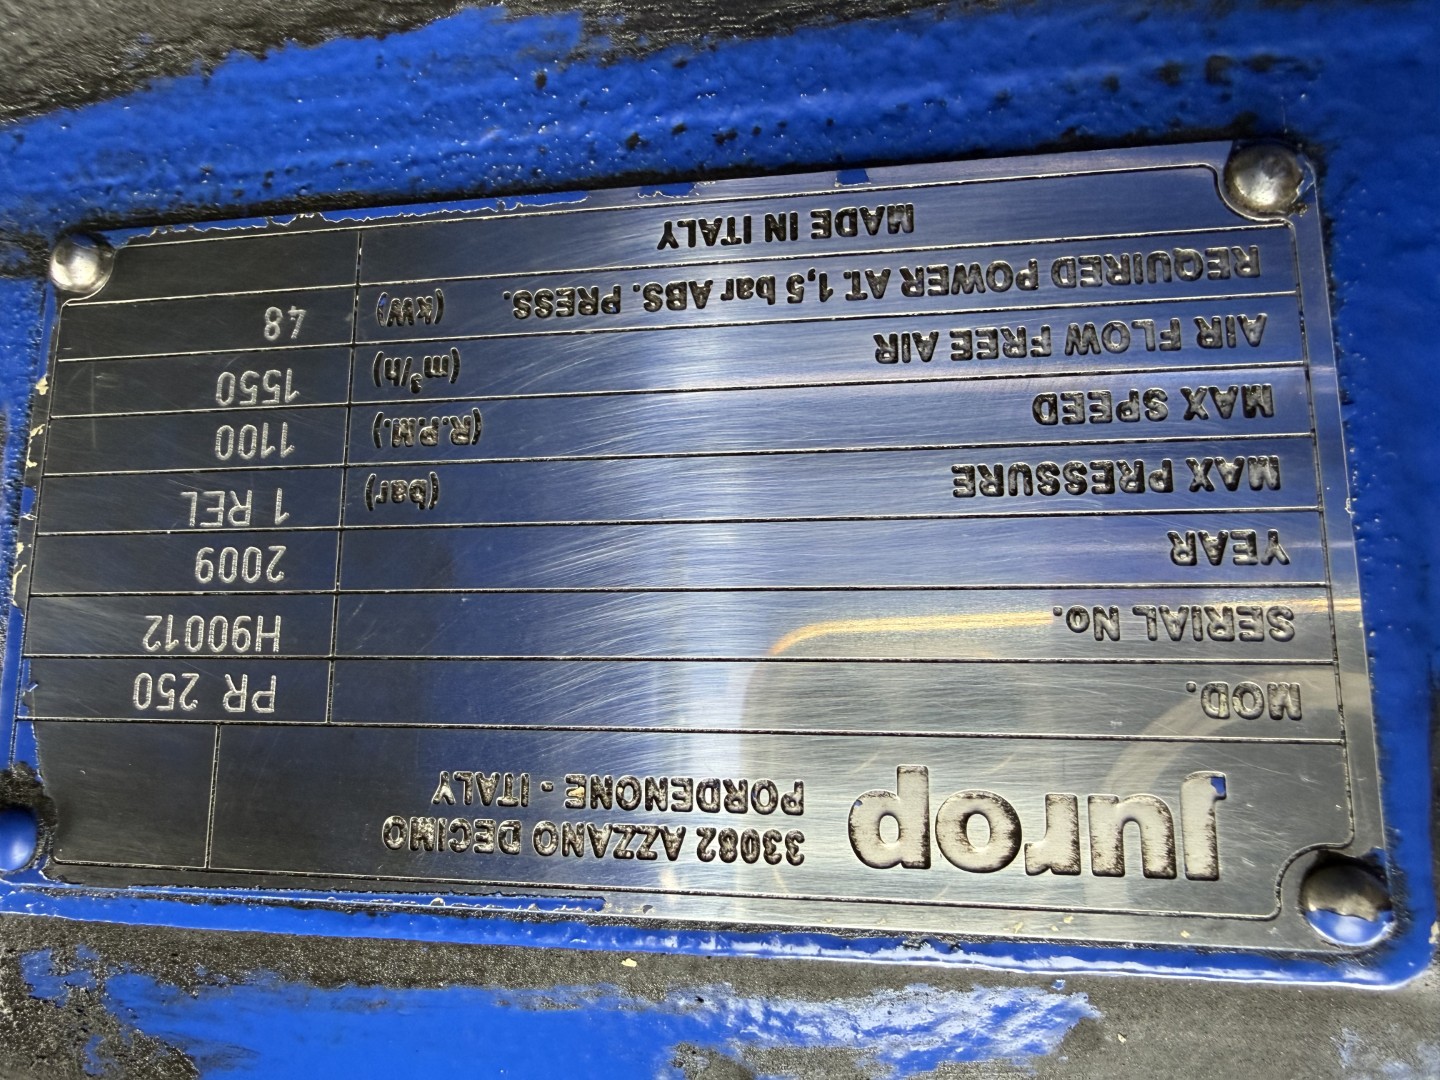 Jurop
33082 AZZANO DECIMO
PORDENONE - ITALY
MOD. PR 250
SERIAL No. H90012
YEAR 2009
MAX PRESSURE (bar) 1 REL
MAX SPEED (R.P.M.) 1100
AIR FLOW FREE AIR (m³/h) 1550
REQUIRED POWER AT. 1,5 bar ABS. PRESS. (kW) 48
MADE IN ITALY